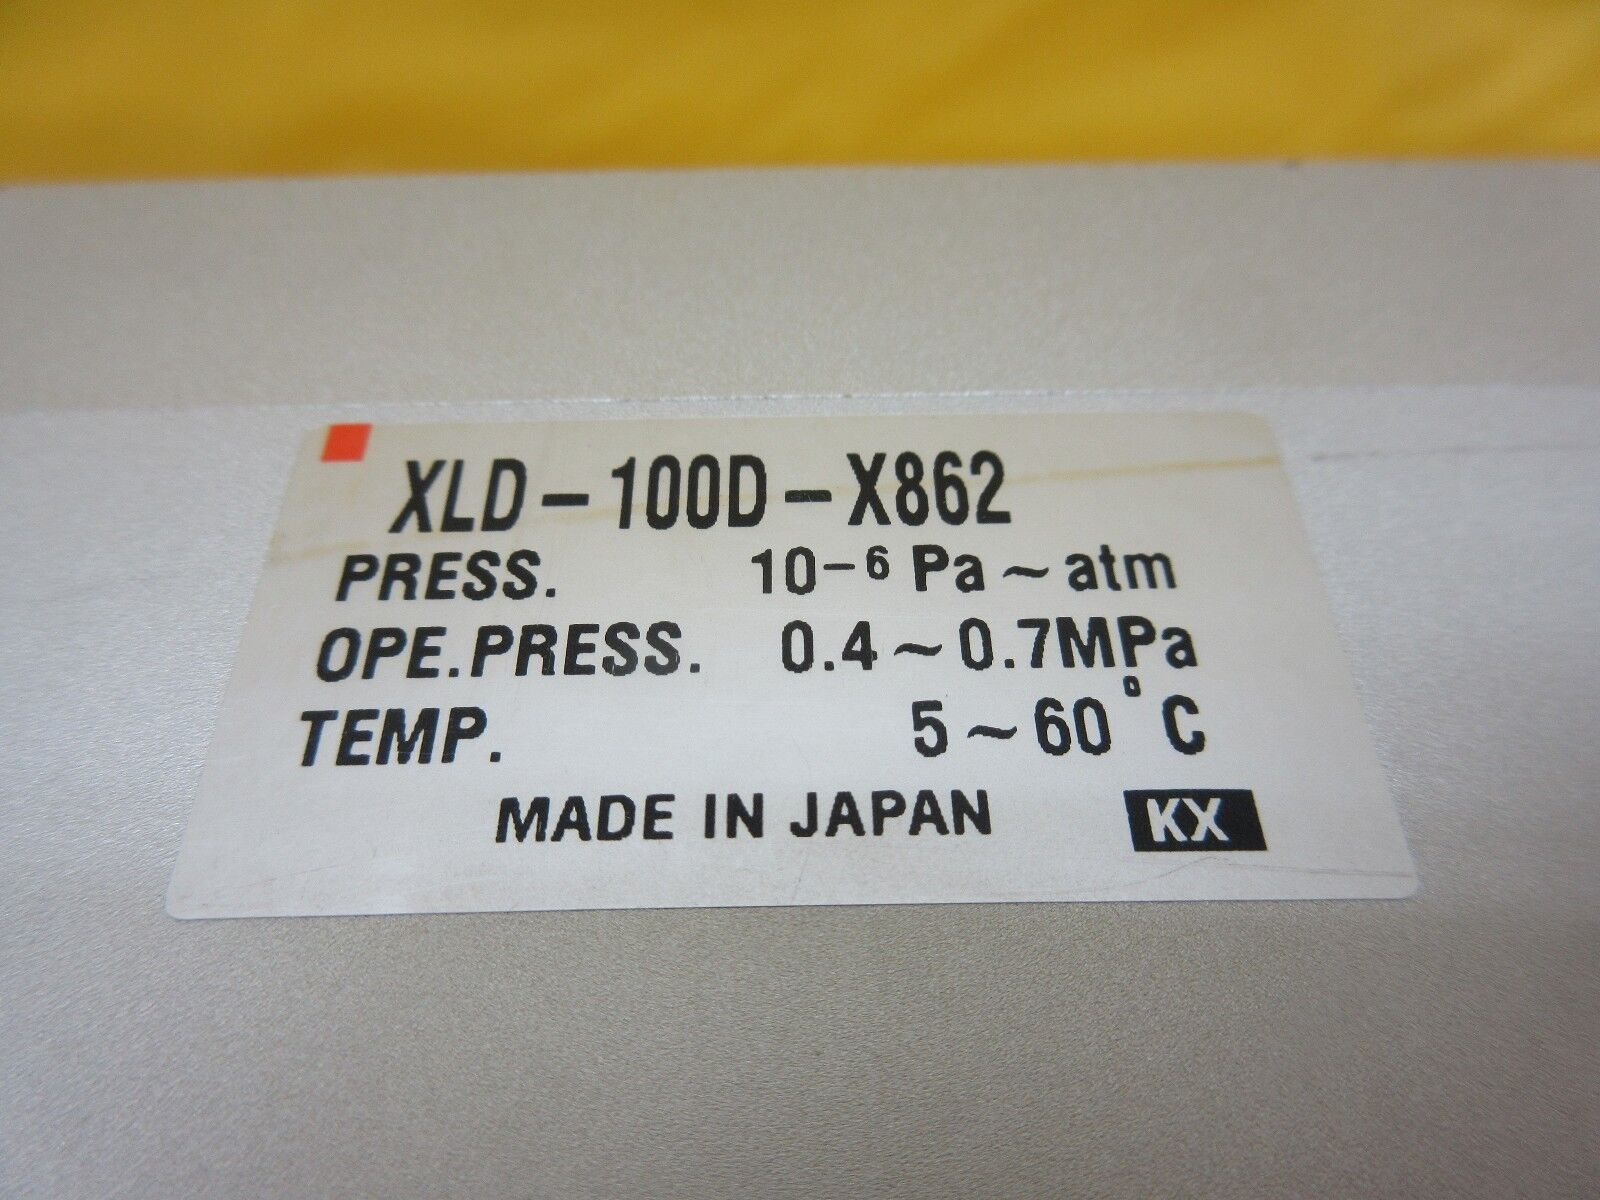 XLD-100D-X862
PRESS. 10⁻⁶ Pa~atm
OPE.PRESS. 0.4~0.7MPa
TEMP. 5~60°C
MADE IN JAPAN KX